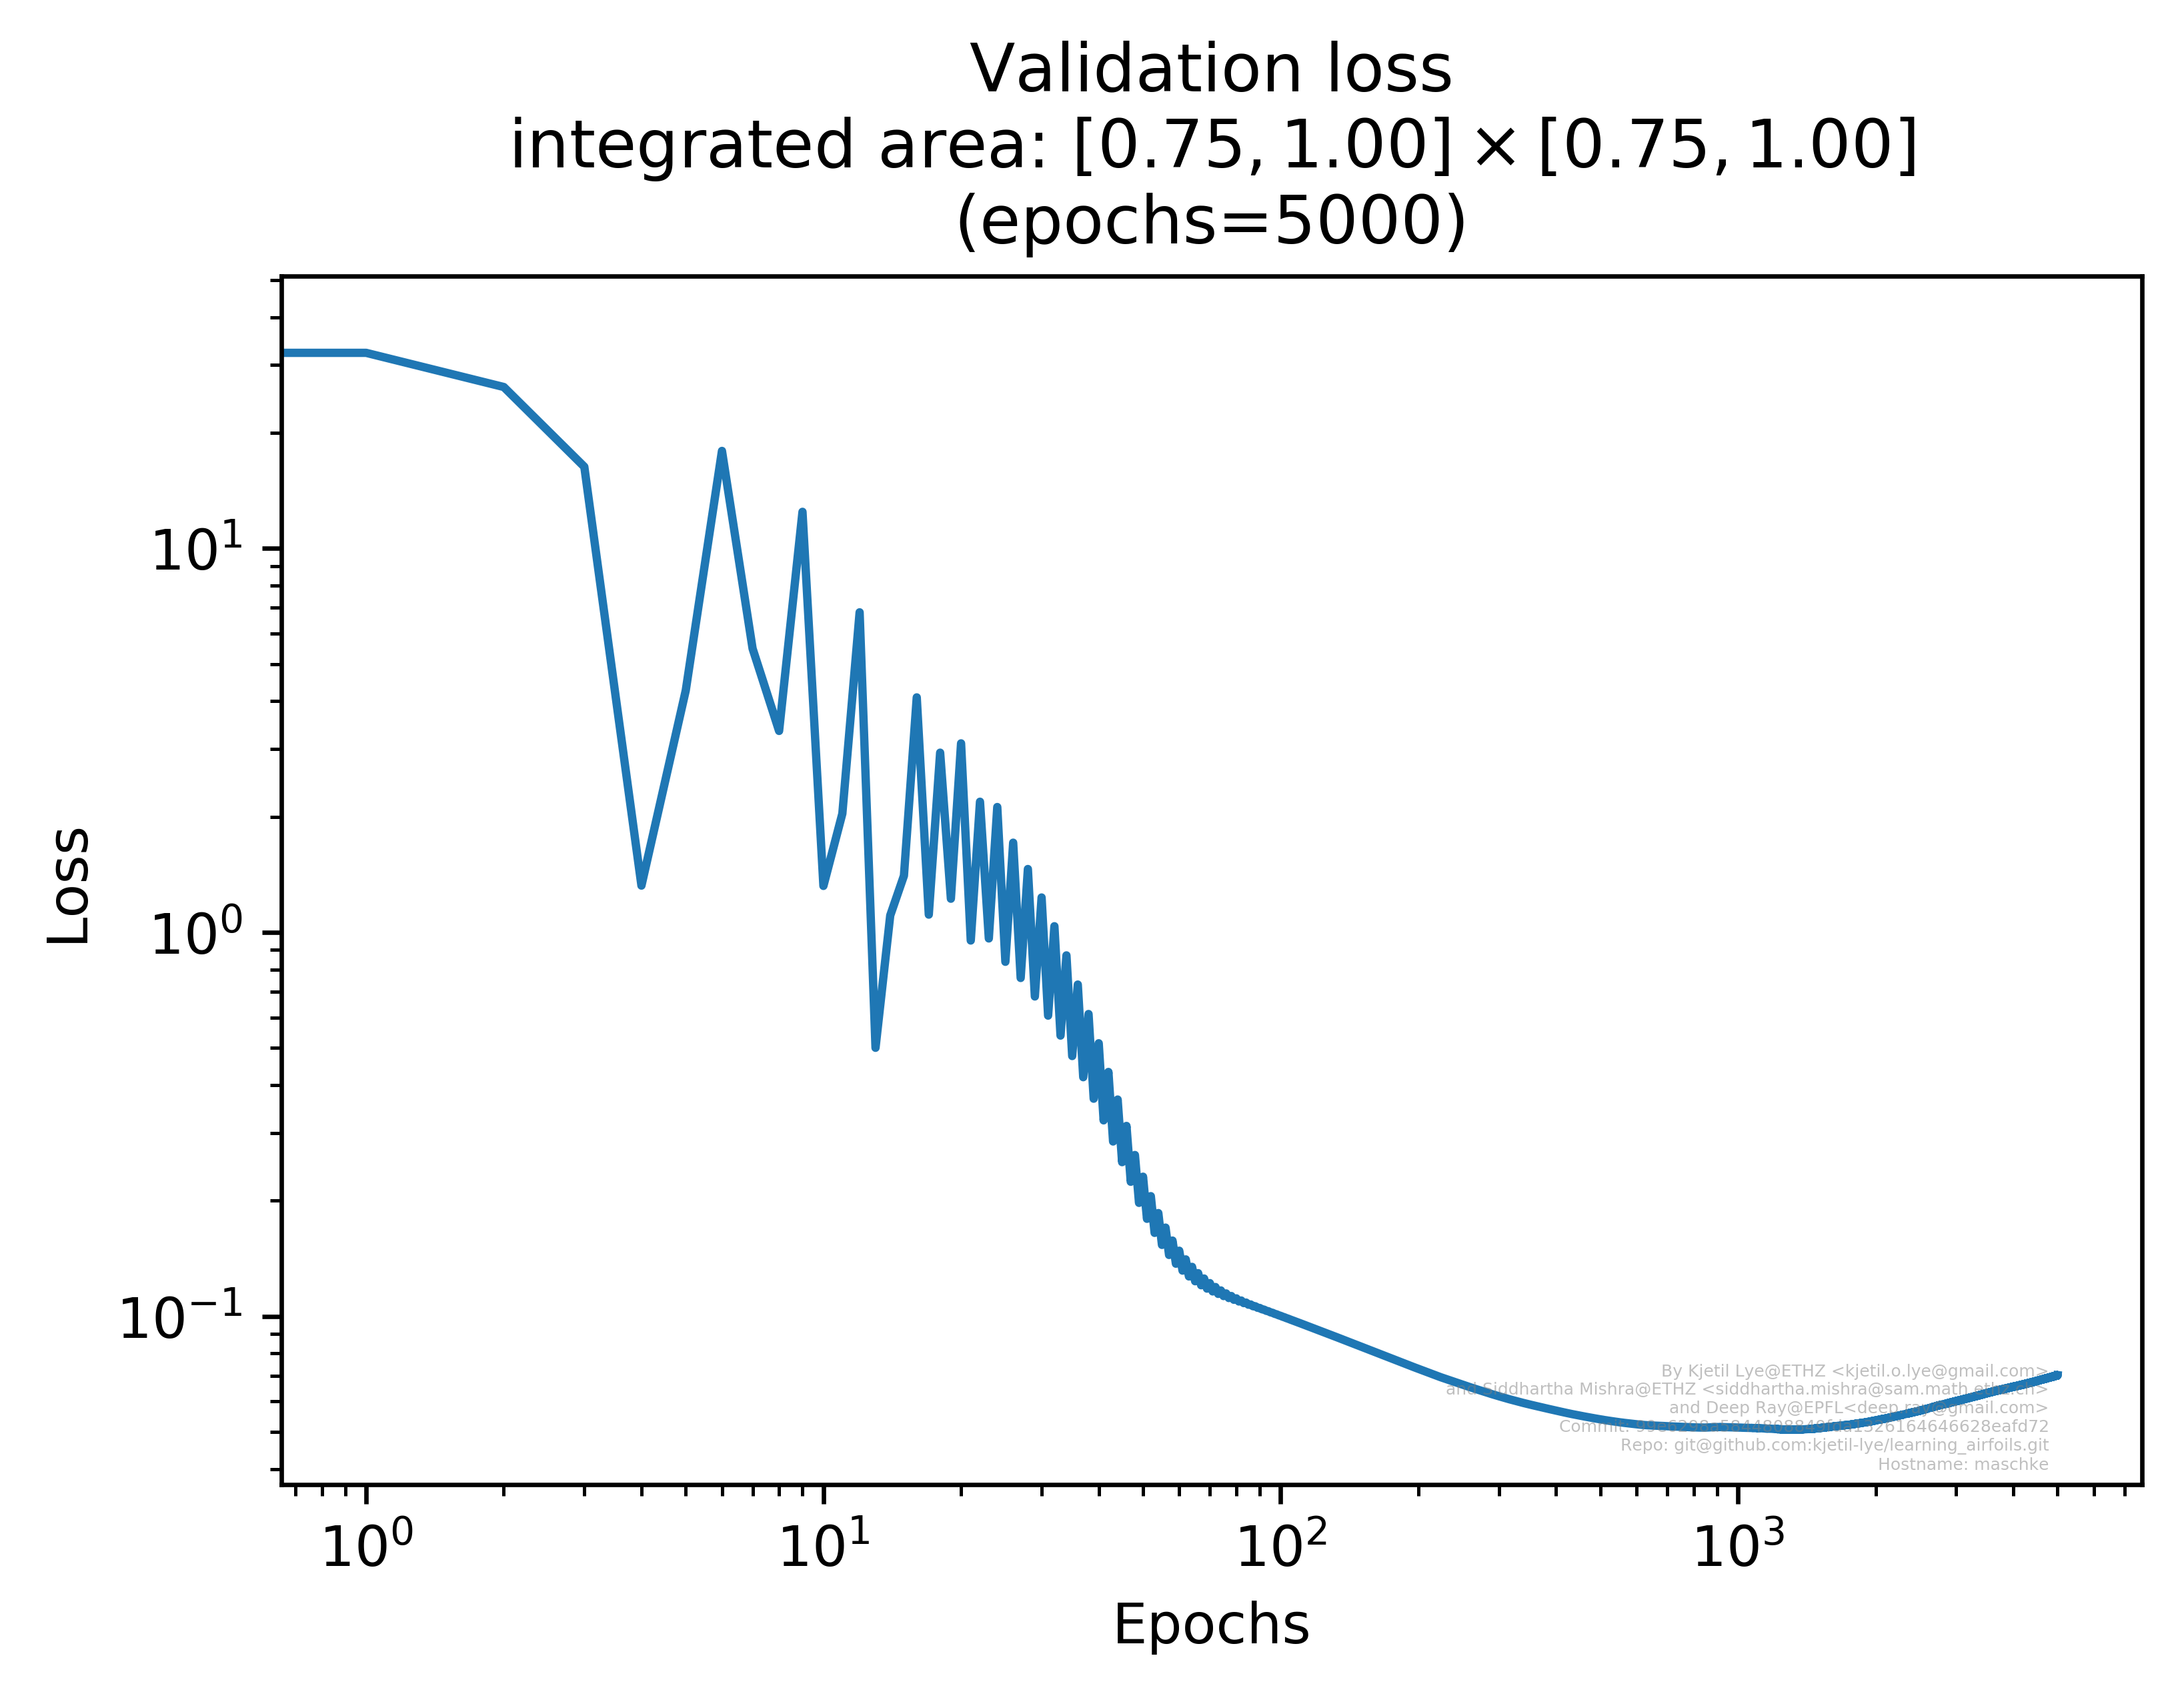 Validation loss
integrated area: [0.75, 1.00] × [0.75, 1.00]
(epochs=5000)
Loss
10¹
10⁰
10⁻¹
10⁰
10¹
10²
10³
Epochs
By Kjetil Lye@ETHZ <kjetil.o.lye@gmail.com>
and Siddhartha Mishra@ETHZ <siddhartha.mishra@sam.math.ethz.ch>
and Deep Ray@EPFL<deep.ray@gmail.com>
Commit:
Repo: git@github.com:kjetil-lye/learning_airfoils.git
Hostname: maschke